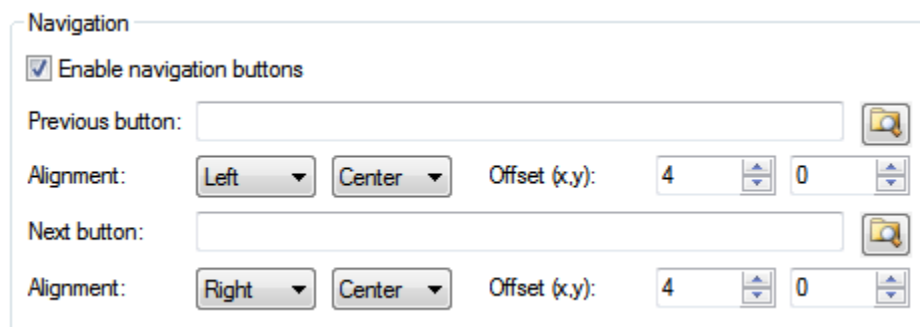 Navigation
Enable navigation buttons
Previous button:
Alignment: Left Center Offset (x,y): 4 0
Next button:
Alignment: Right Center Offset (x,y): 4 0